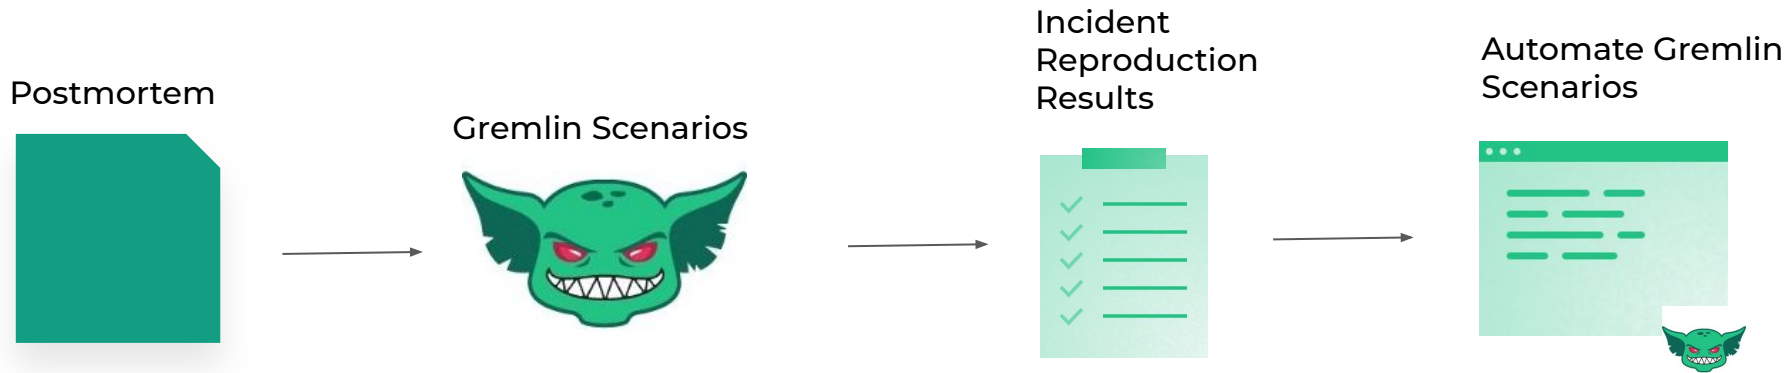 Postmortem
Gremlin Scenarios
Incident
Reproduction
Results
Automate Gremlin
Scenarios